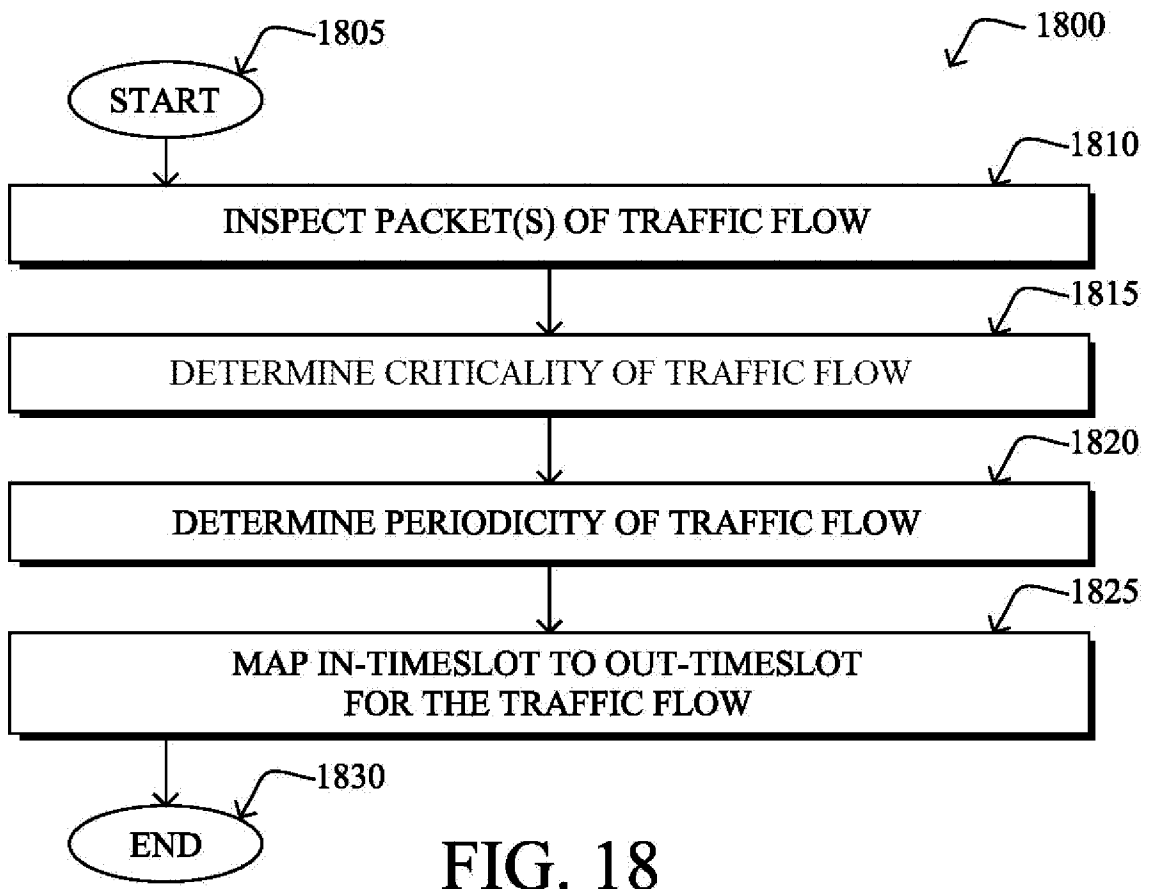 1805
1800
START
1810
INSPECT PACKET(S) OF TRAFFIC FLOW
1815
DETERMINE CRITICALITY OF TRAFFIC FLOW
1820
DETERMINE PERIODICITY OF TRAFFIC FLOW
1825
MAP IN-TIMESLOT TO OUT-TIMESLOT
FOR THE TRAFFIC FLOW
1830
END
FIG. 18